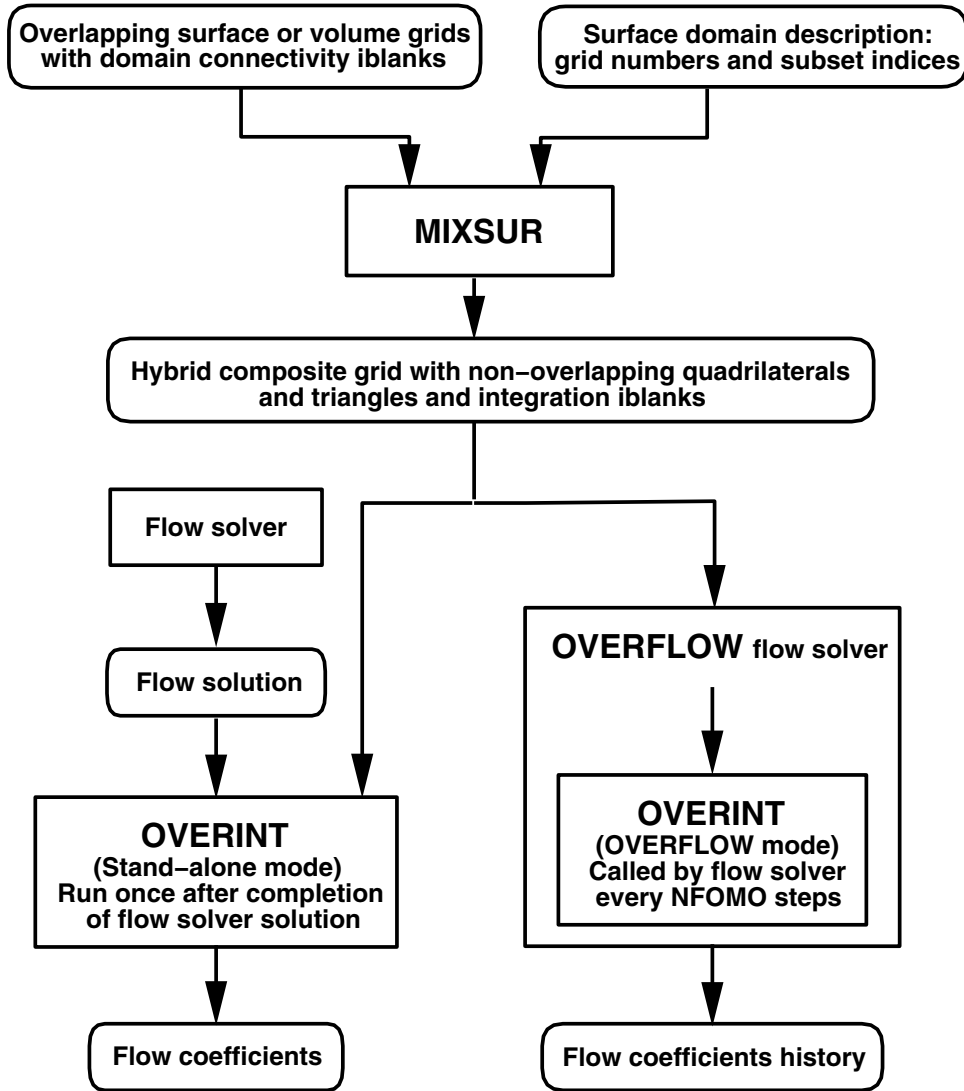 Overlapping surface or volume grids
with domain connectivity iblanks
Surface domain description:
grid numbers and subset indices
MIXSUR
Hybrid composite grid with non−overlapping quadrilaterals
and triangles and integration iblanks
Flow solver
Flow solution
OVERINT
(Stand−alone mode)
Run once after completion
of flow solver solution
Flow coefficients
OVERFLOW flow solver
OVERINT
(OVERFLOW mode)
Called by flow solver
every NFOMO steps
Flow coefficients history